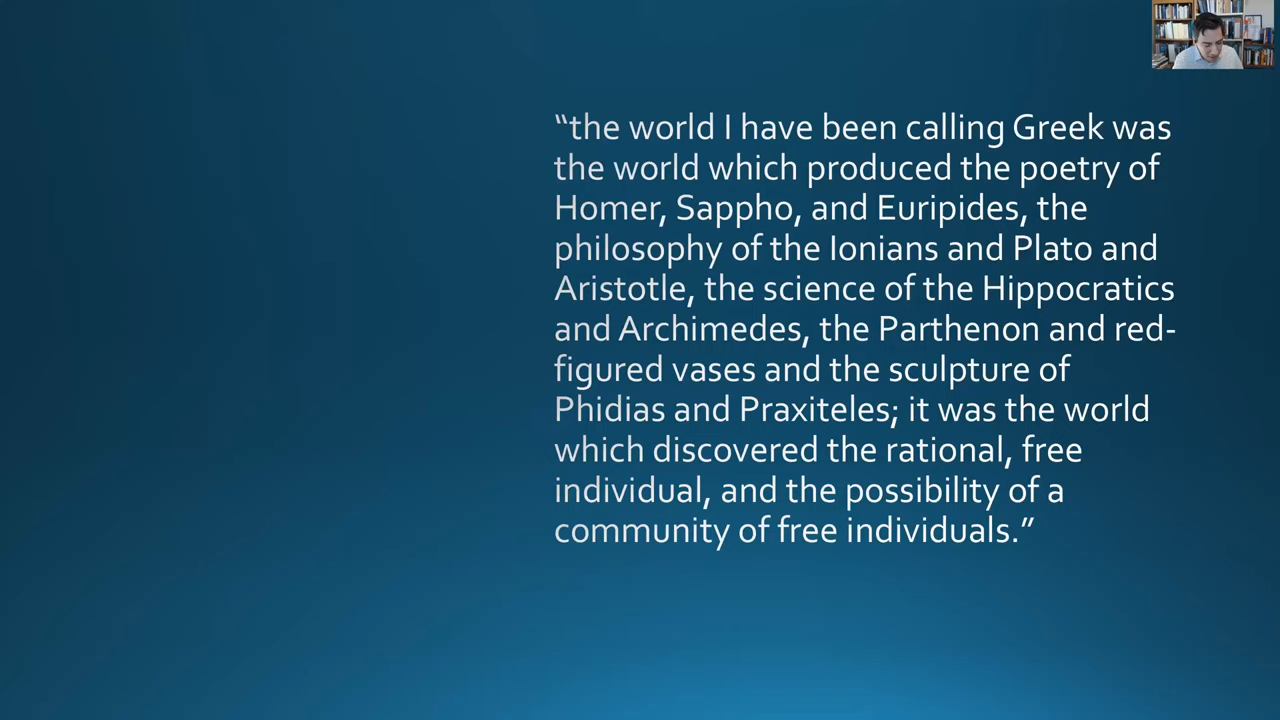 “the world I have been calling Greek was
the world which produced the poetry of
Homer, Sappho, and Euripides, the
philosophy of the Ionians and Plato and
Aristotle, the science of the Hippocratics
and Archimedes, the Parthenon and red-
figured vases and the sculpture of
Phidias and Praxiteles; it was the world
which discovered the rational, free
individual, and the possibility of a
community of free individuals.”